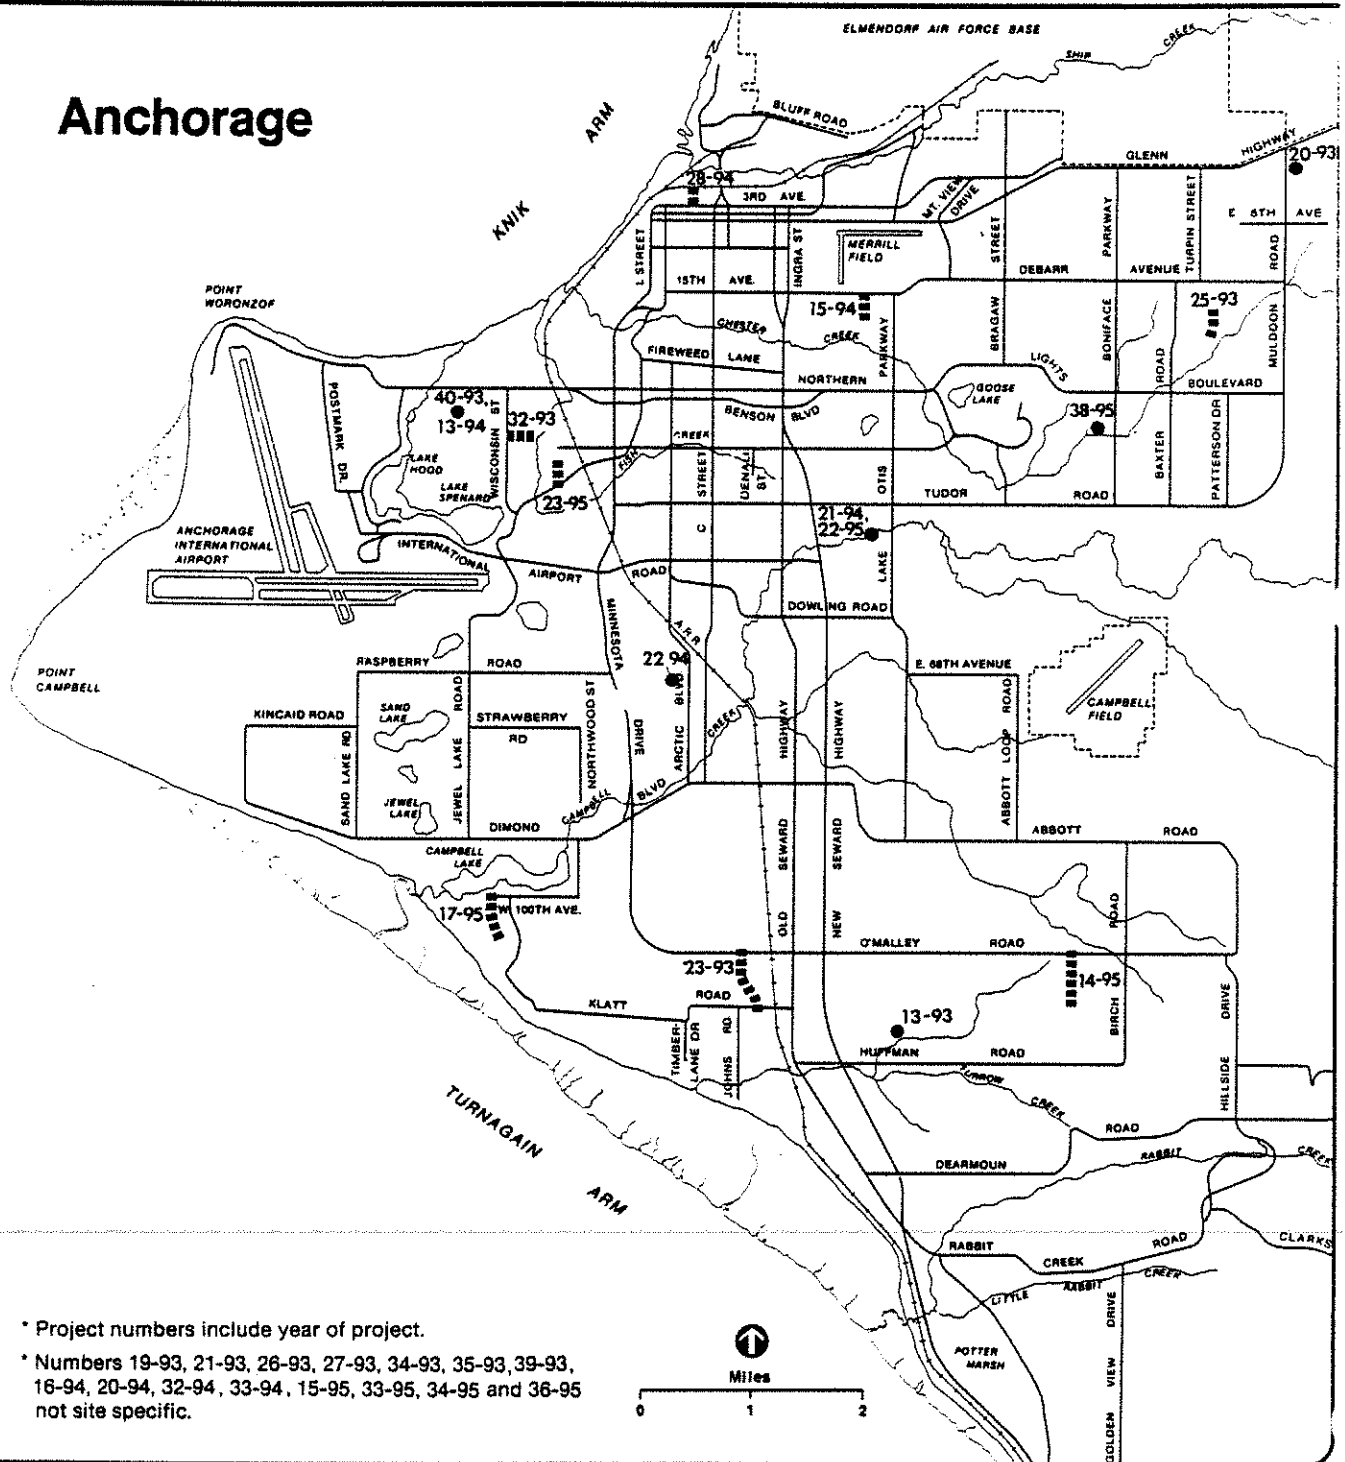 ELMENDORF AIR FORCE BASE
SHIP CREEK
Anchorage
KNIK ARM
BLUFF ROAD
GLENN HIGHWAY
20-93
28-94
3RD AVE.
MT. VIEW DRIVE
L STREET
INGRA ST
MERRILL FIELD
STREET
PARKWAY
TURPIN STREET
E 6TH AVE
ROAD
15TH AVE.
DEBARR AVENUE
POINT WORONZOF
15-94
25-93
CHESTER CREEK
PARKWAY
BRAGAW
BONIFACE
MULDOON
FIREWEED LANE
LIGHTS
ROAD
NORTHERN
BOULEVARD
POSTMARK DR.
40-93,
13-94
WISCONSIN ST
32-93
BENSON BLVD
GOOSE LAKE
38-95
LAKE HOOD
LAKE SPENARD
FISH CREEK
STREET
DENALI ST
OTIS
BAXTER
PATTERSON DR
23-95
TUDOR ROAD
21-94,
22-95
C
LAKE
ANCHORAGE
INTERNATIONAL
AIRPORT
INTERNATIONAL AIRPORT ROAD
DOWLING ROAD
MINNESOTA
A.R.R.
POINT CAMPBELL
RASPBERRY ROAD
22 94
E. 68TH AVENUE
CAMPBELL FIELD
SAND LAKE
KINCAID ROAD
STRAWBERRY RD
NORTHWOOD ST
DRIVE
ARCTIC BLVD
CREEK
HIGHWAY
HIGHWAY
ABBOTT LOOP ROAD
SAND LAKE RD
JEWEL LAKE ROAD
JEWEL LAKE
CAMPBELL
BLVD
DIMOND
OLD SEWARD
NEW SEWARD
ABBOTT ROAD
CAMPBELL LAKE
17-95
W 100TH AVE.
O'MALLEY ROAD
ROAD
23-93
14-95
KLATT ROAD
BIRCH
DRIVE
TIMBER-
LANE DR
JOHNS RD
13-93
HUFFMAN ROAD
FURROW CREEK
HILLSIDE
TURNAGAIN ARM
ROAD
DEARMOUN
RABBIT CREEK
RABBIT CREEK ROAD
CLARKS
LITTLE RABBIT CREEK
GOLDEN VIEW DRIVE
POTTER MARSH
* Project numbers include year of project.
* Numbers 19-93, 21-93, 26-93, 27-93, 34-93, 35-93,39-93,
16-94, 20-94, 32-94, 33-94, 15-95, 33-95, 34-95 and 36-95
not site specific.
Miles
0 1 2